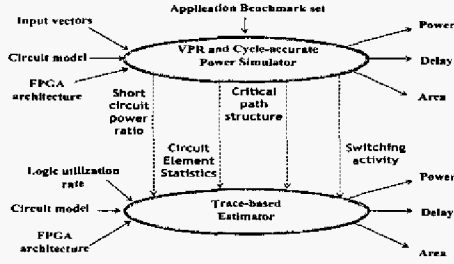 Application Benchmark set
Input vectors
Power
VPR and Cycle-accurate
Power Simulator
Circuit model
Delay
FPGA
architecture
Area
Short
circuit
power
ratio
Critical
path
structure
Circuit
Element
Statistics
Switching
activity
Logic utilization
rate
Power
Trace-based
Estimator
Circuit model
Delay
FPGA
architecture
Area